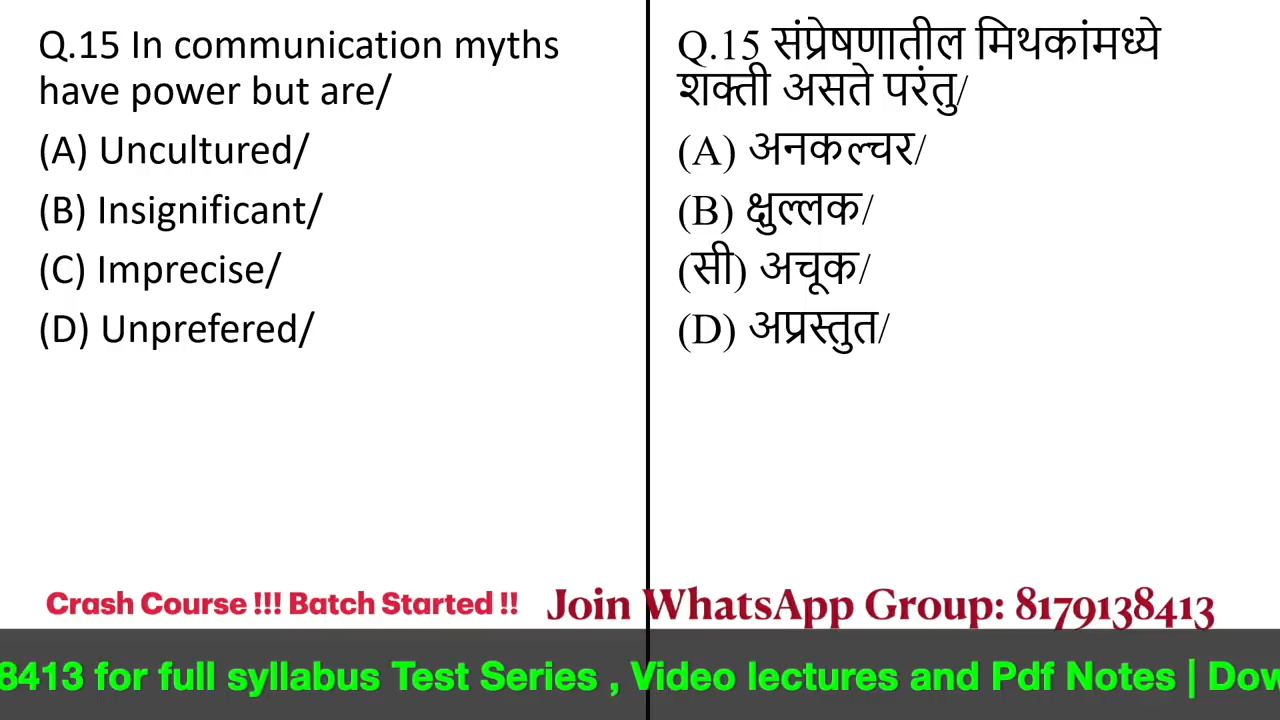 Q.15 In communication myths
have power but are/
(A) Uncultured/
(B) Insignificant/
(C) Imprecise/
(D) Unprefered/
Q.15 संप्रेषणातील मिथकांमध्ये
शक्ती असते परंतु/
(A) अनकल्चर/
(B) क्षुल्लक/
(सी) अचूक/
(D) अप्रस्तुत/
Crash Course !!! Batch Started !!
Join WhatsApp Group: 8179138413
8413 for full syllabus Test Series , Video lectures and Pdf Notes | Dow